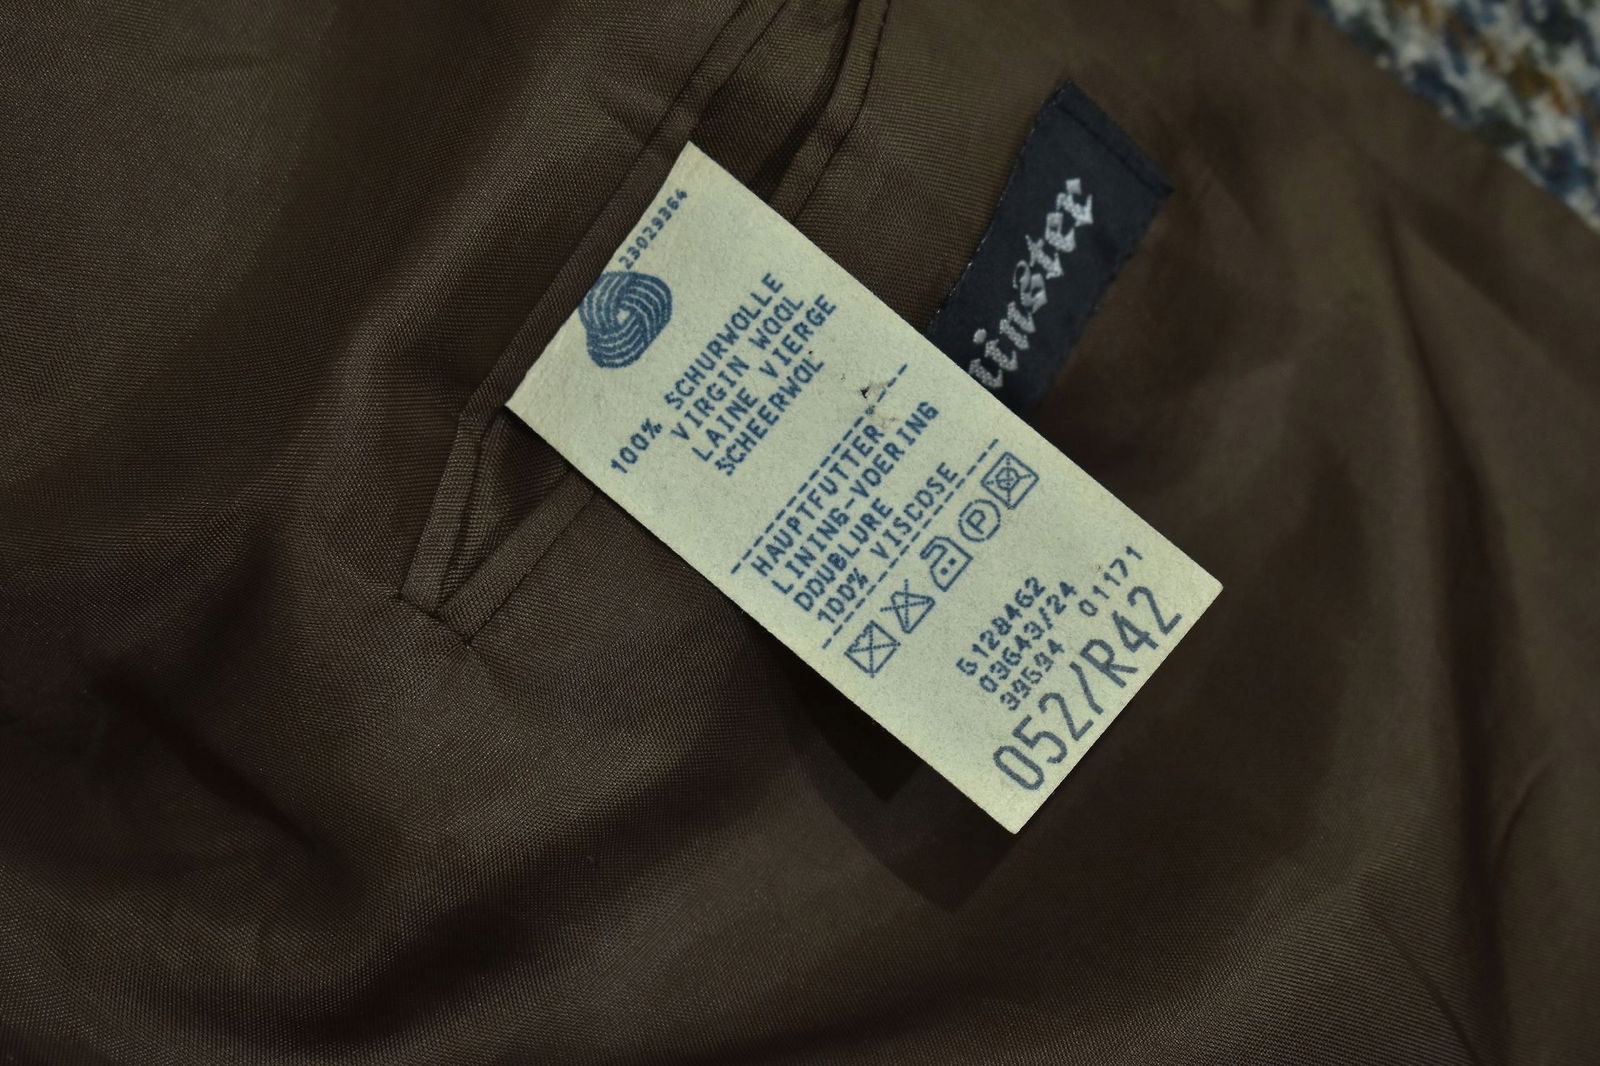 23029364
100% SCHURWOLLE
VIRGIN WOOL
LAINE VIERGE
SCHEERWOL
HAUPTFUTTER
LINING-VOERING
DOUBLURE
100% VISCOSE
P
5128462
03643/24
39594 01171
052/R42